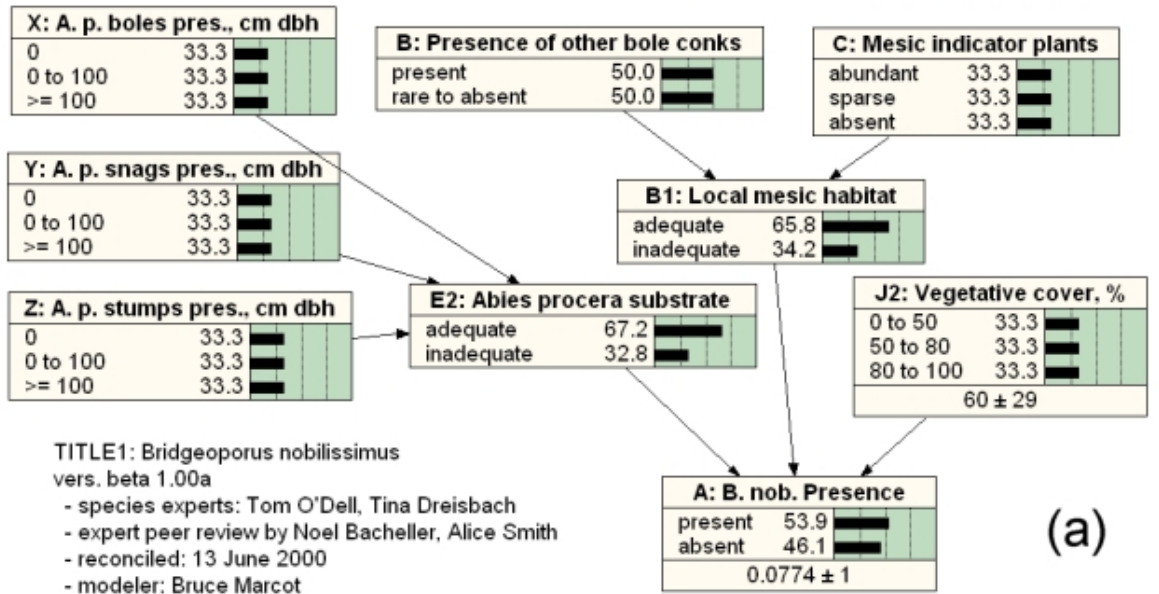 X: A. p. boles pres., cm dbh
0 33.3
0 to 100 33.3
>= 100 33.3
B: Presence of other bole conks
present 50.0
rare to absent 50.0
C: Mesic indicator plants
abundant 33.3
sparse 33.3
absent 33.3
Y: A. p. snags pres., cm dbh
0 33.3
0 to 100 33.3
>= 100 33.3
B1: Local mesic habitat
adequate 65.8
inadequate 34.2
Z: A. p. stumps pres., cm dbh
0 33.3
0 to 100 33.3
>= 100 33.3
E2: Abies procera substrate
adequate 67.2
inadequate 32.8
J2: Vegetative cover, %
0 to 50 33.3
50 to 80 33.3
80 to 100 33.3
60 ± 29
TITLE1: Bridgeoporus nobilissimus
vers. beta 1.00a
- species experts: Tom O'Dell, Tina Dreisbach
- expert peer review by Noel Bacheller, Alice Smith
- reconciled: 13 June 2000
- modeler: Bruce Marcot
A: B. nob. Presence
present 53.9
absent 46.1
0.0774 ± 1
(a)